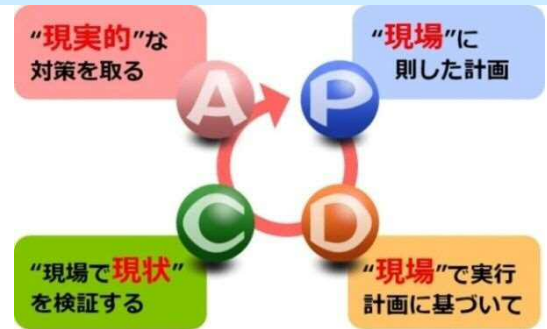 “現実的”な
対策を取る
A
“現場”に
則した計画
P
C
“現場で現状”
を検証する
D
“現場”で実行
計画に基づいて